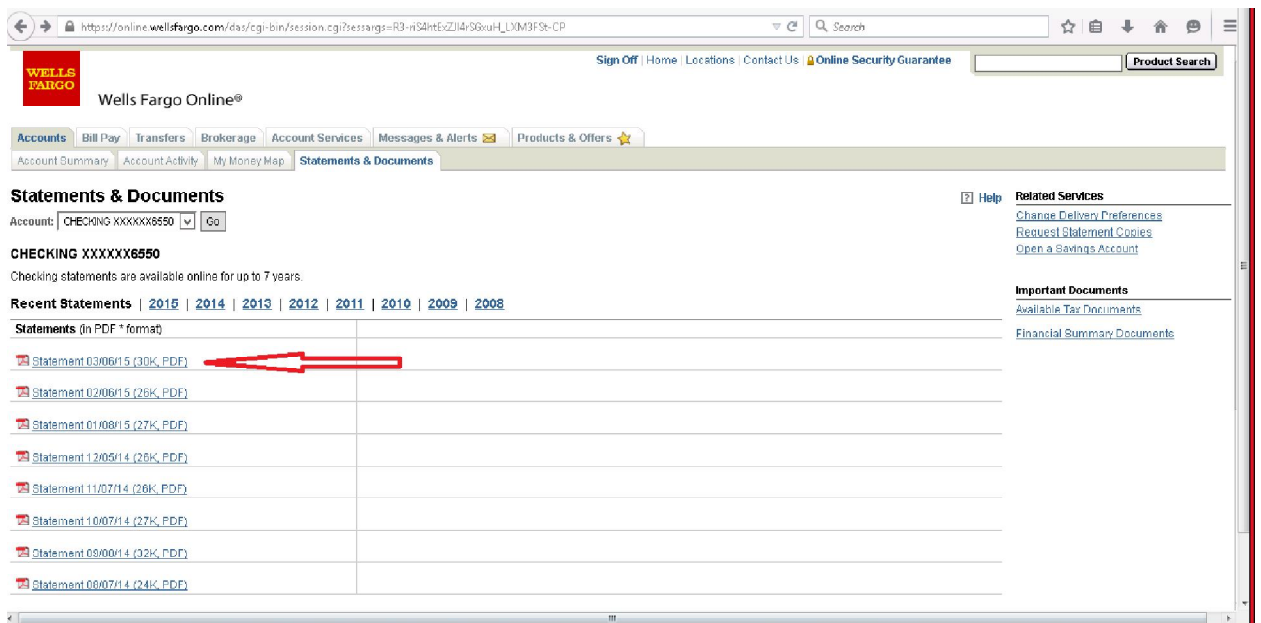 https://online.wellsfargo.com/das/cgi-bin/session.cgi?sessargs=
Search
Sign Off | Home | Locations | Contact Us | Online Security Guarantee
Product Search
WELLS
FARGO
Wells Fargo Online®
Accounts Bill Pay Transfers Brokerage Account Services Messages & Alerts Products & Offers
Account Summary Account Activity My Money Map Statements & Documents
Statements & Documents
Help
Account: CHECKING XXXXXX6550 Go
CHECKING XXXXXX6550
Checking statements are available online for up to 7 years.
Recent Statements | 2015 | 2014 | 2013 | 2012 | 2011 | 2010 | 2009 | 2008
Statements (in PDF * format)
Statement 03/06/15 (30K, PDF)
Statement 02/06/15 (26K, PDF)
Statement 01/08/15 (27K, PDF)
Statement 12/05/14 (26K, PDF)
Statement 11/07/14 (26K, PDF)
Statement 10/07/14 (27K, PDF)
Statement (32K, PDF)
Statement 08/07/14 (24K, PDF)
Related Services
Change Delivery Preferences
Request Statement Copies
Open a Savings Account
Important Documents
Available Tax Documents
Financial Summary Documents